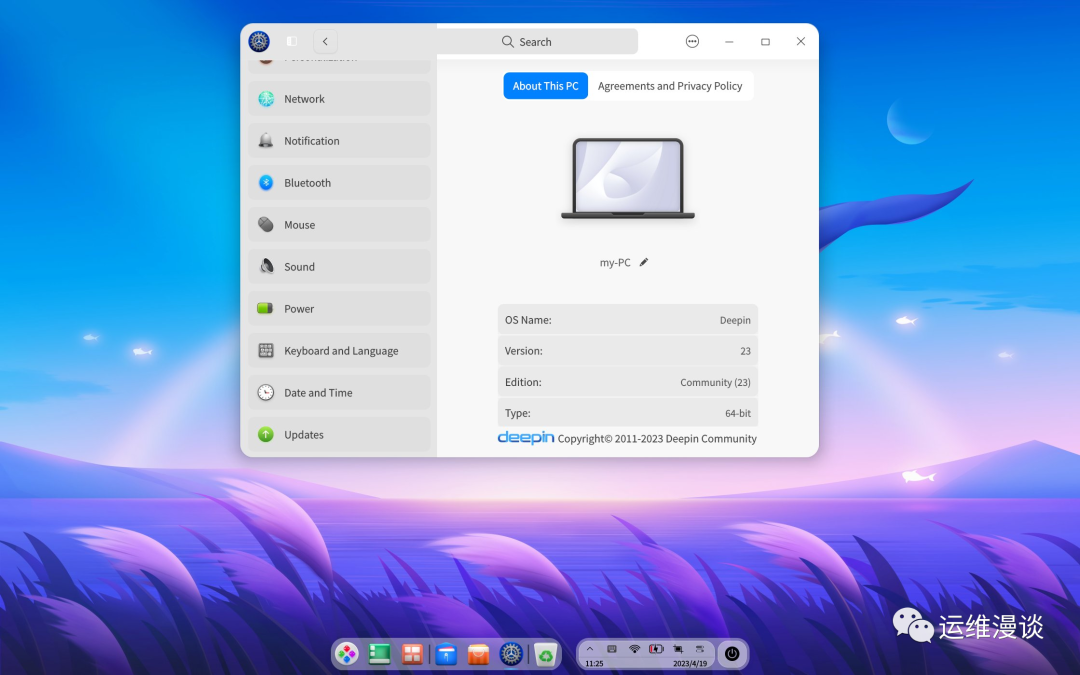 Search
Personalization
Network
Notification
Bluetooth
Mouse
Sound
Power
Keyboard and Language
Date and Time
Updates
About This PC
Agreements and Privacy Policy
my-PC
OS Name: Deepin
Version: 23
Edition: Community (23)
Type: 64-bit
deepin Copyright© 2011-2023 Deepin Community
运维漫谈
11:25
2023/4/19